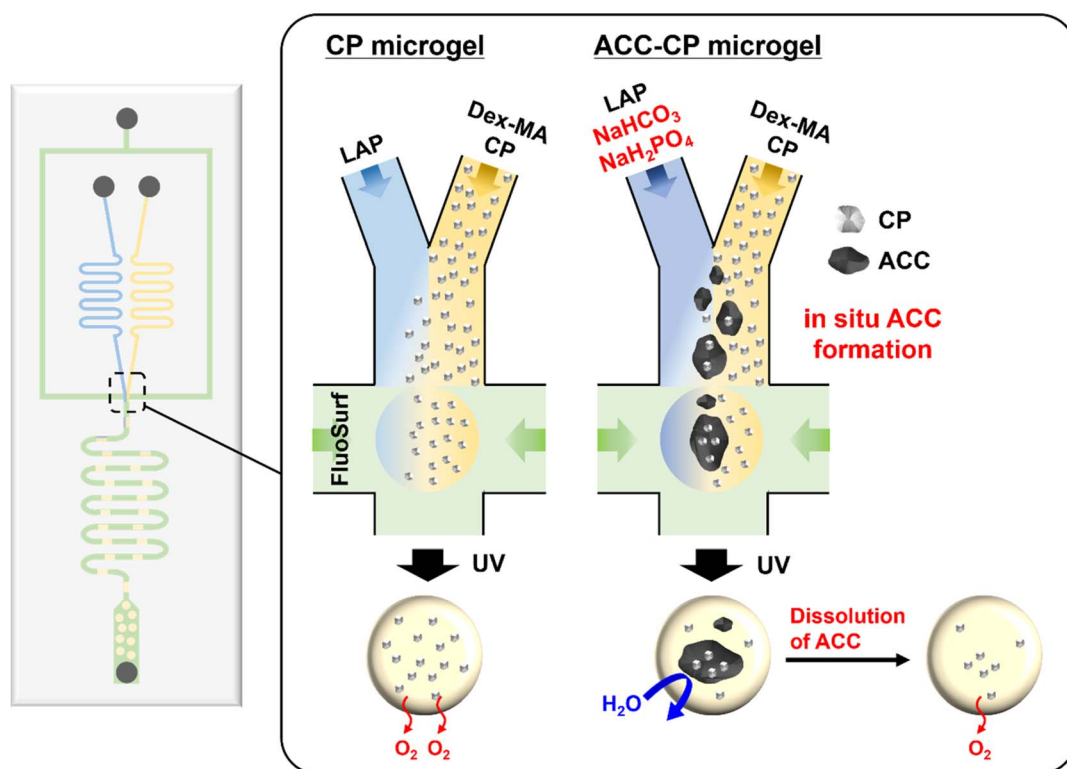 CP microgel
LAP
Dex-MA
CP
FluoSurf
UV
O₂ O₂
ACC-CP microgel
LAP
NaHCO₃
NaH₂PO₄
Dex-MA
CP
CP
ACC
in situ ACC
formation
UV
H₂O
Dissolution
of ACC
O₂